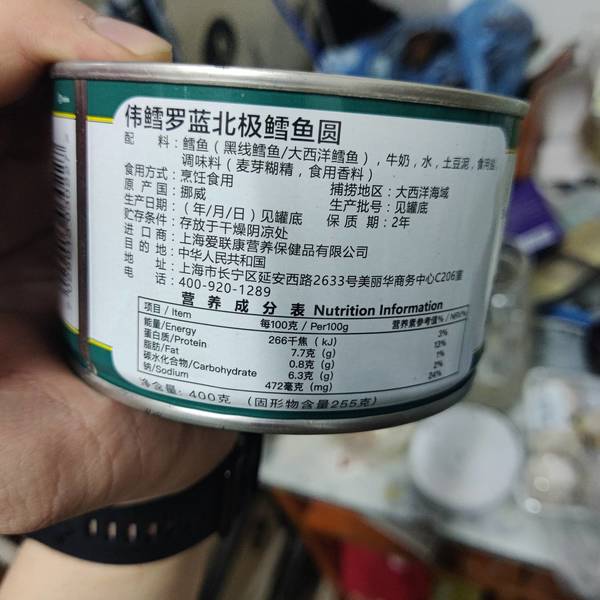 伟鳕罗蓝北极鳕鱼圆
配 料：鳕鱼（黑线鳕鱼/大西洋鳕鱼），牛奶，水，土豆泥，食用盐，
调味料（麦芽糊精，食用香料）
食用方式：烹饪食用 捕捞地区：大西洋海域
原产国：挪威 生产批号：见罐底
生产日期：（年/月/日）见罐底 保质期：2年
贮存条件：存放于干燥阴凉处
进口商：上海爱联康营养保健品有限公司
目的地：中华人民共和国
地 址：上海市长宁区延安西路2633号美丽华商务中心C206室
电 话：400-920-1289
营养成分表 Nutrition Information
项目/Item 每100克/Per100g 营养素参考值%/NRV%
能量/Energy 266千焦（kJ） 3%
蛋白质/Protein 7.7克（g） 13%
脂肪/Fat 0.8克（g） 1%
碳水化合物/Carbohydrate 6.3克（g） 2%
钠/Sodium 472毫克（mg） 24%
净含量：400克（固形物含量255克）